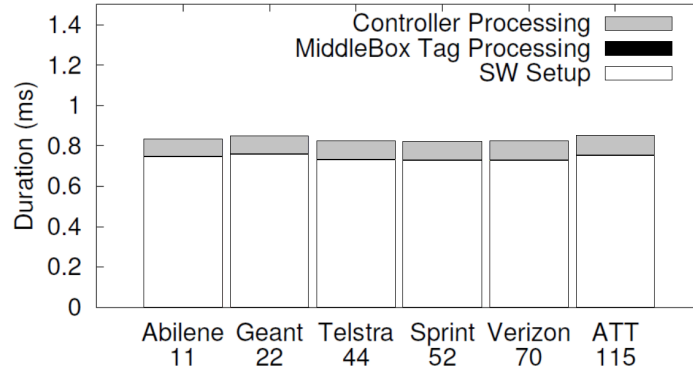 Controller Processing
MiddleBox Tag Processing
SW Setup
Duration (ms)
1.4
1.2
1
0.8
0.6
0.4
0.2
0
Abilene Geant Telstra Sprint Verizon ATT
11 22 44 52 70 115